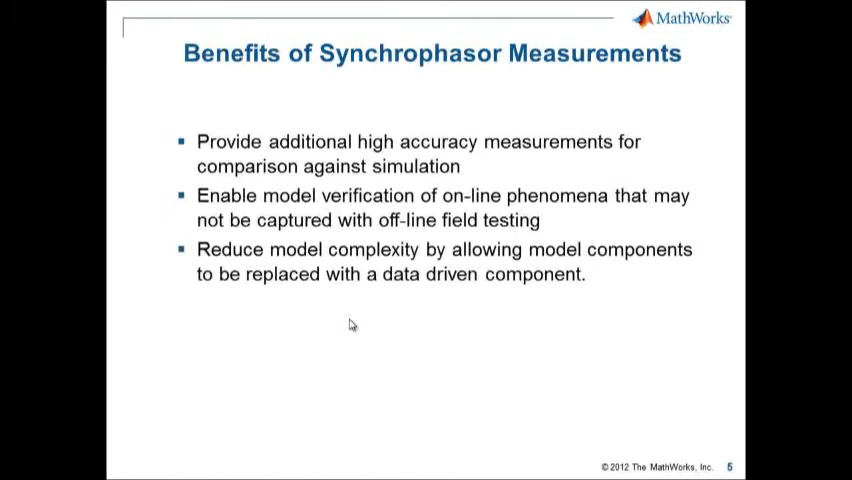 MathWorks®
Benefits of Synchrophasor Measurements
Provide additional high accuracy measurements for
comparison against simulation
Enable model verification of on-line phenomena that may
not be captured with off-line field testing
Reduce model complexity by allowing model components
to be replaced with a data driven component.
© 2012 The MathWorks, Inc. 5